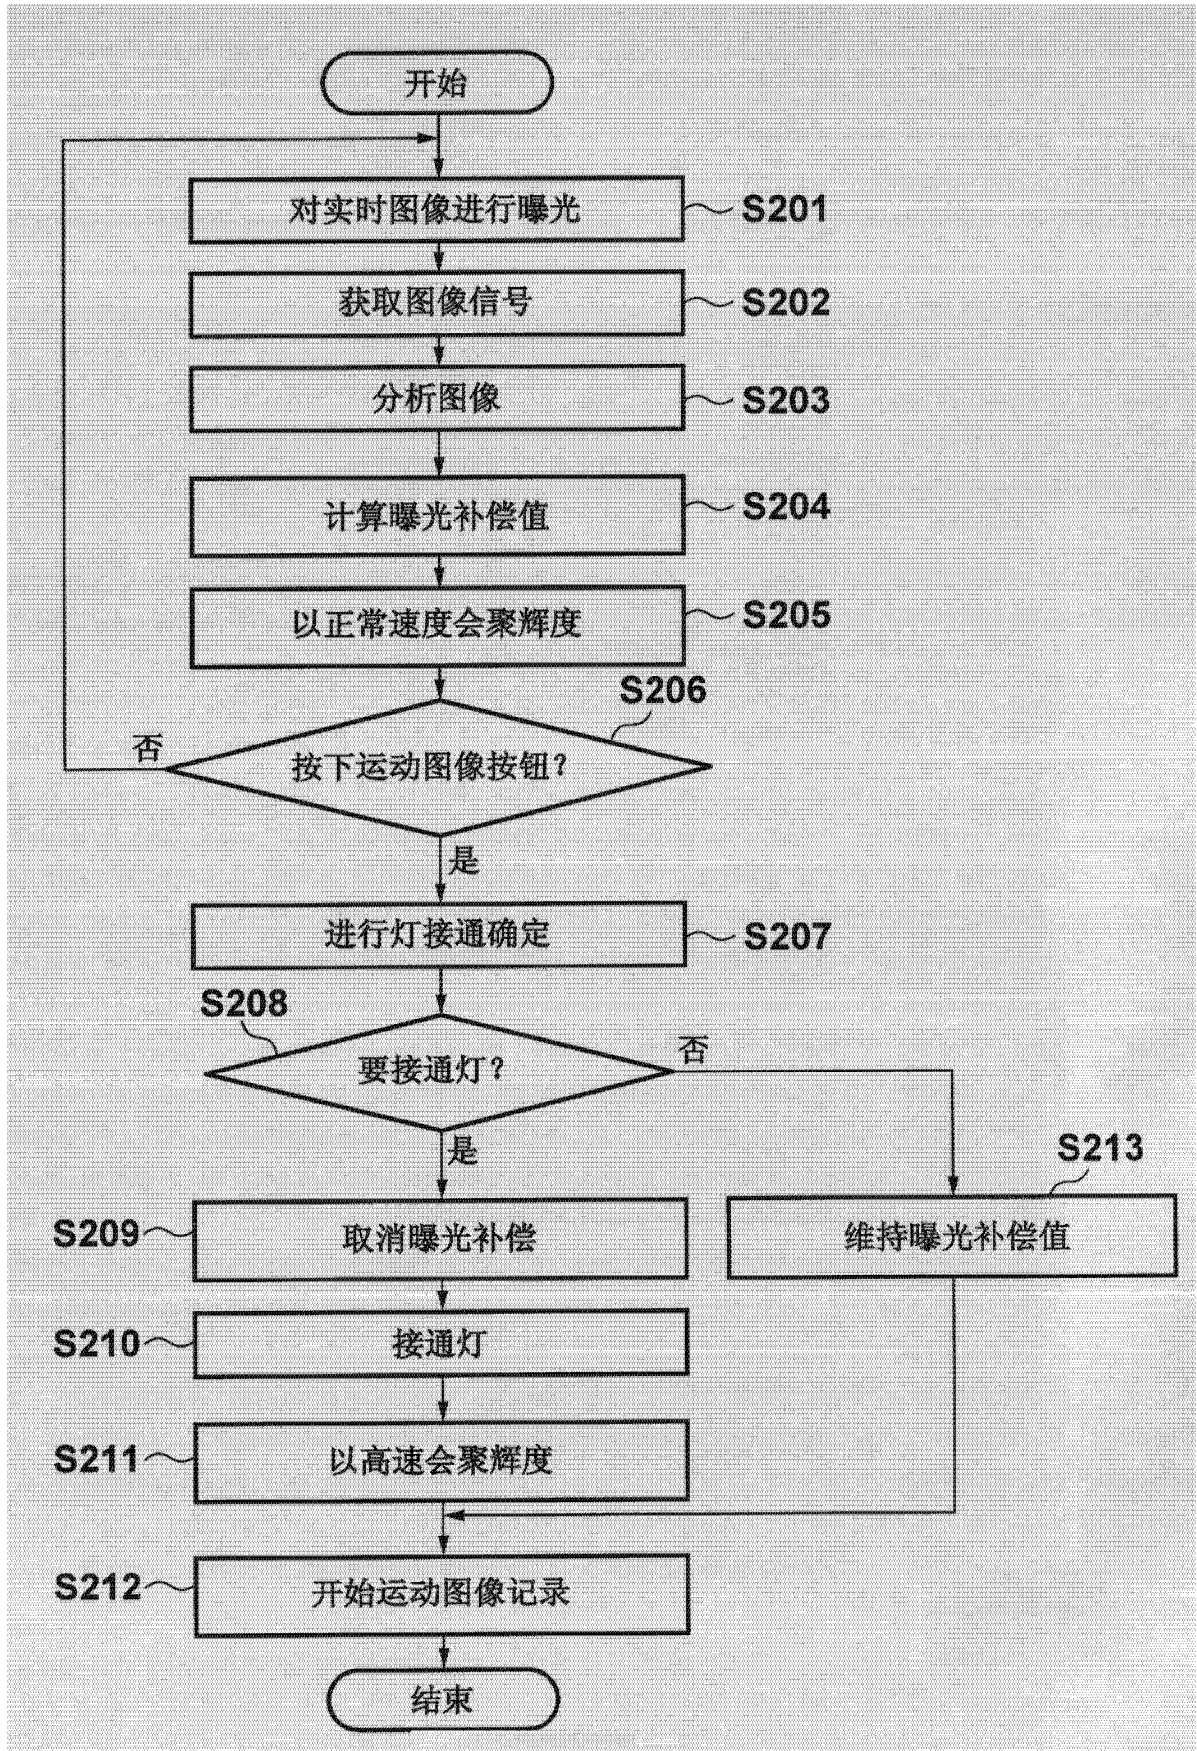 开始
对实时图像进行曝光
S201
获取图像信号
S202
分析图像
S203
计算曝光补偿值
S204
以正常速度会聚辉度
S205
S206
否
按下运动图像按钮？
是
进行灯接通确定
S207
S208
要接通灯？
否
是
S213
S209
取消曝光补偿
维持曝光补偿值
S210
接通灯
S211
以高速会聚辉度
S212
开始运动图像记录
结束